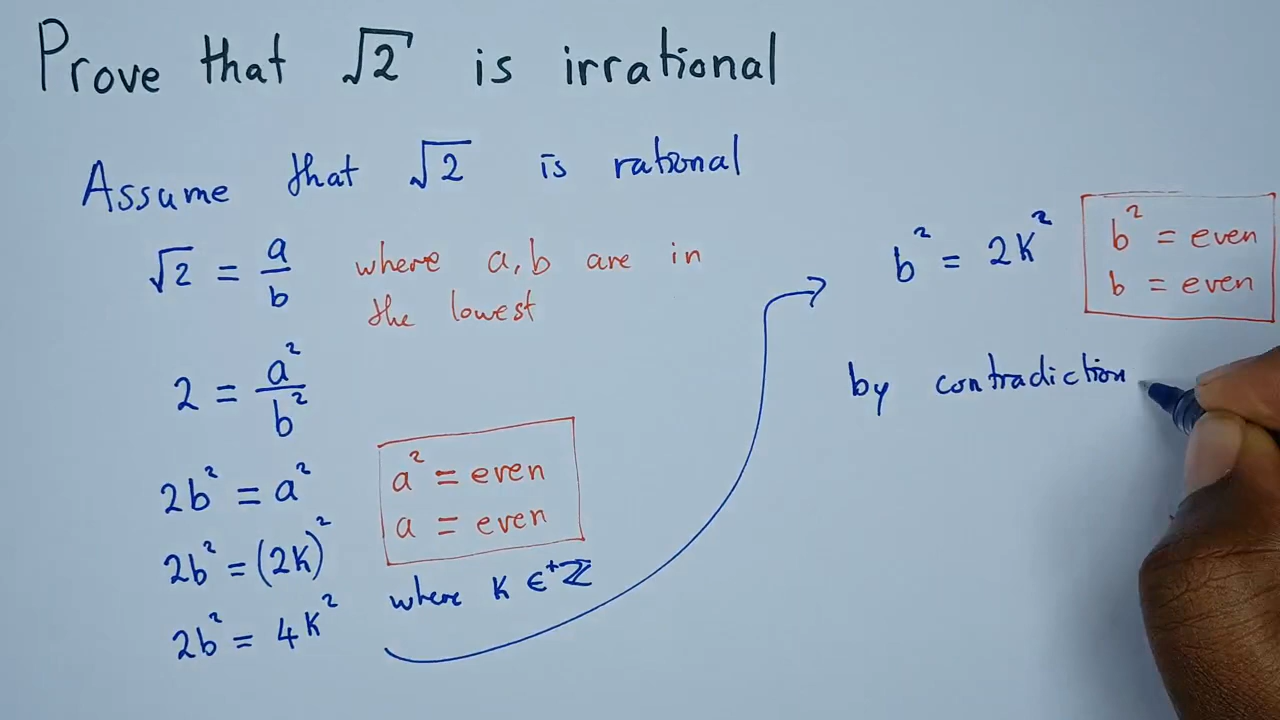 Prove that √2 is irrational
Assume that √2 is rational
√2 = a/b where a, b are in
the lowest
2 = a²/b²
2b² = a²
a² = even
a = even
2b² = (2K)²
where K ∈ ⁺ℤ
2b² = 4K²
b² = 2K²
b² = even
b = even
by contradiction